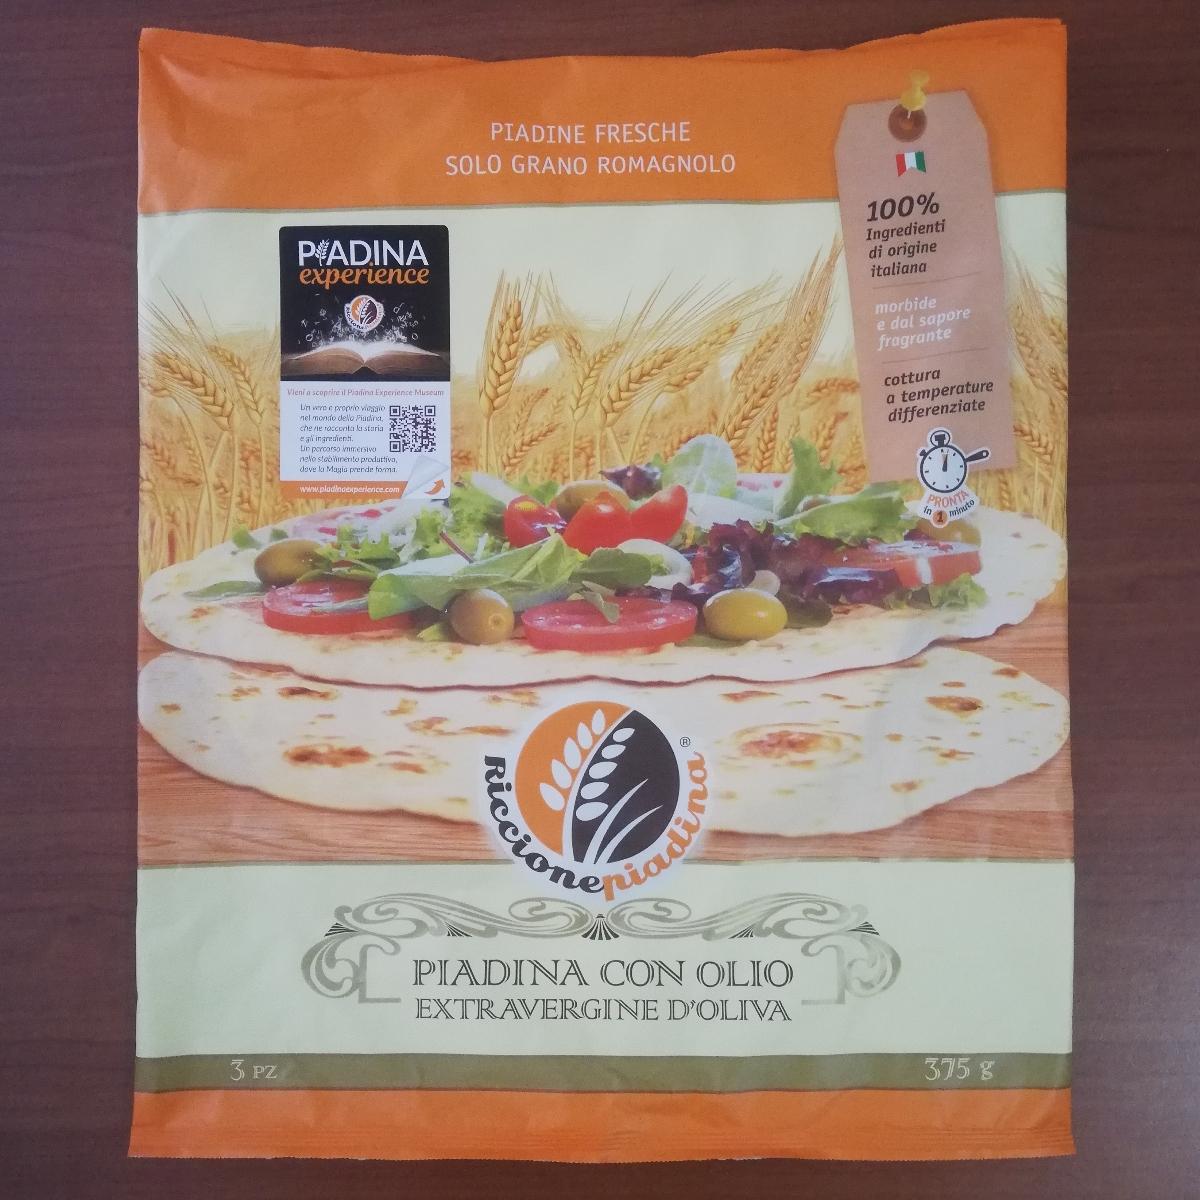 PIADINE FRESCHE
SOLO GRANO ROMAGNOLO
100%
Ingredienti
di origine
italiana
morbide
e dal sapore
fragrante
cottura
a temperature
differenziate
PRONTA
in 1 minuto
PIADINA
experience
Vieni a scoprire il Piadina Experience Museum
Un vero e proprio viaggio
nel mondo della Piadina,
che ne racconta la storia
e gli ingredienti.
Un percorso immersivo
nello stabilimento produttivo,
dove la Magia prende forma.
www.piadinaexperience.com
Riccionepiadina®
PIADINA CON OLIO
EXTRAVERGINE D'OLIVA
3 PZ
375 g